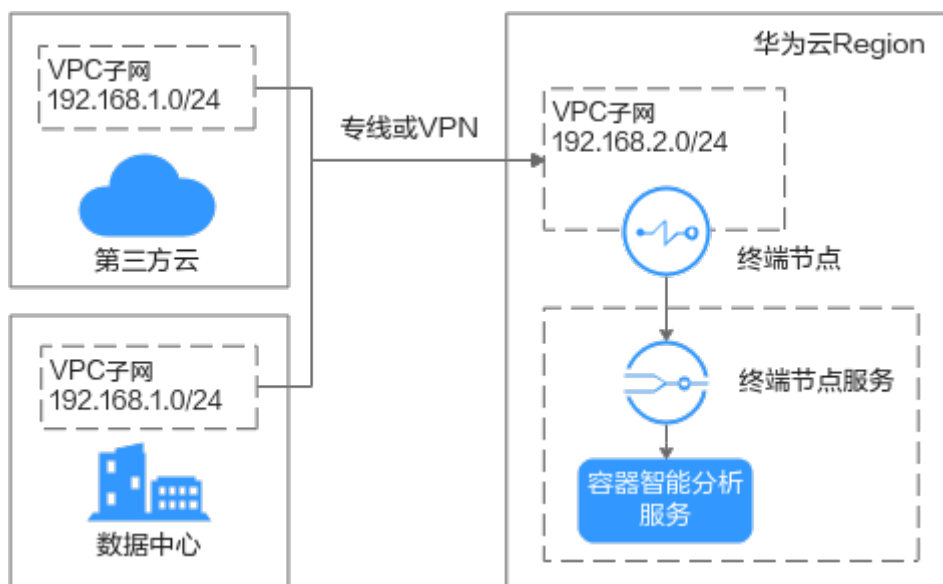 VPC子网
192.168.1.0/24
第三方云
VPC子网
192.168.1.0/24
数据中心
专线或VPN
华为云Region
VPC子网
192.168.2.0/24
终端节点
终端节点服务
容器智能分析
服务